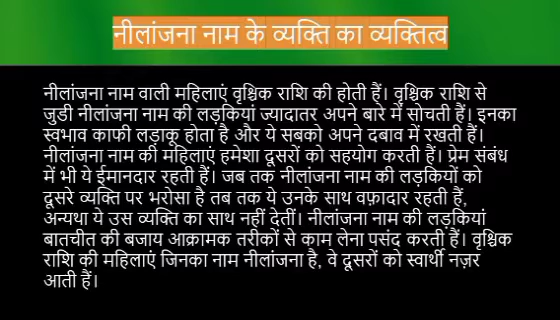 नीलांजना नाम के व्यक्ति का व्यक्तित्व
नीलांजना नाम वाली महिलाएं वृश्चिक राशि की होती हैं। वृश्चिक राशि से
जुडी नीलांजना नाम की लड़कियां ज्यादातर अपने बारे में सोचती हैं। इनका
स्वभाव काफी लड़ाकू होता है और ये सबको अपने दबाव में रखती हैं।
नीलांजना नाम की महिलाएं हमेशा दूसरों को सहयोग करती हैं। प्रेम संबंध
में भी ये ईमानदार रहती हैं। जब तक नीलांजना नाम की लड़कियों को
दूसरे व्यक्ति पर भरोसा है तब तक ये उनके साथ वफ़ादार रहती हैं,
अन्यथा ये उस व्यक्ति का साथ नहीं देतीं। नीलांजना नाम की लड़कियां
बातचीत की बजाय आक्रामक तरीकों से काम लेना पसंद करती हैं। वृश्चिक
राशि की महिलाएं जिनका नाम नीलांजना है, वे दूसरों को स्वार्थी नज़र
आती हैं।